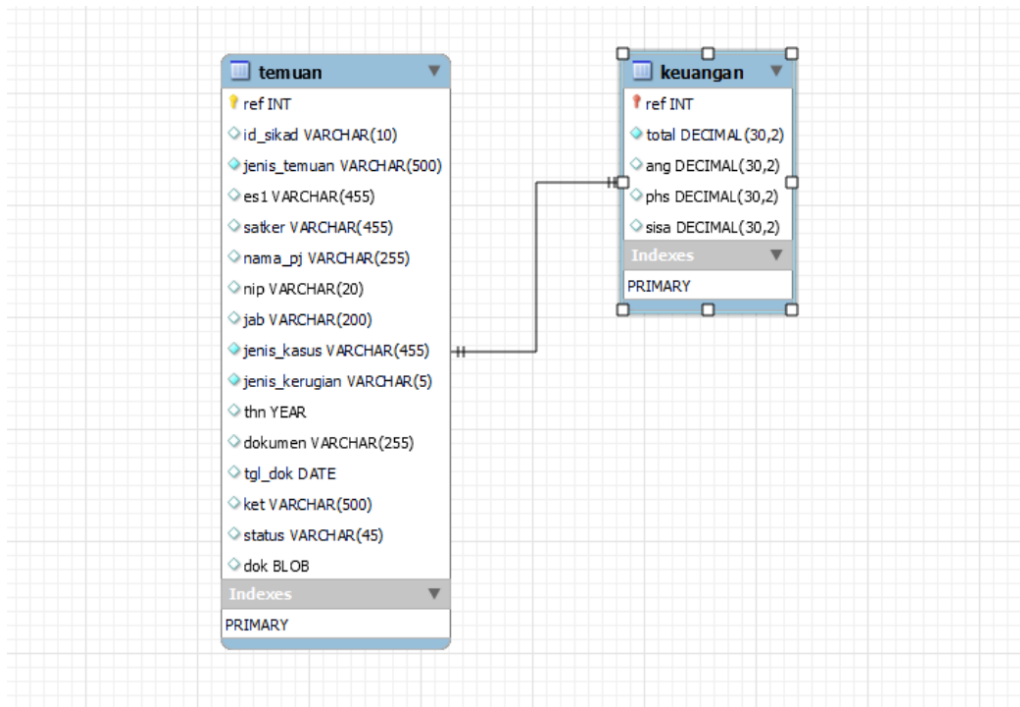 temuan
ref INT
id_sikad VARCHAR(10)
jenis_temuan VARCHAR(500)
es1 VARCHAR(455)
satker VARCHAR(455)
nama_pj VARCHAR(255)
nip VARCHAR(20)
jab VARCHAR(200)
jenis_kasus VARCHAR(455)
jenis_kerugian VARCHAR(5)
thn YEAR
dokumen VARCHAR(255)
tgl_dok DATE
ket VARCHAR(500)
status VARCHAR(45)
dok BLOB
Indexes
PRIMARY
keuangan
ref INT
total DECIMAL(30,2)
ang DECIMAL(30,2)
phs DECIMAL(30,2)
sisa DECIMAL(30,2)
Indexes
PRIMARY